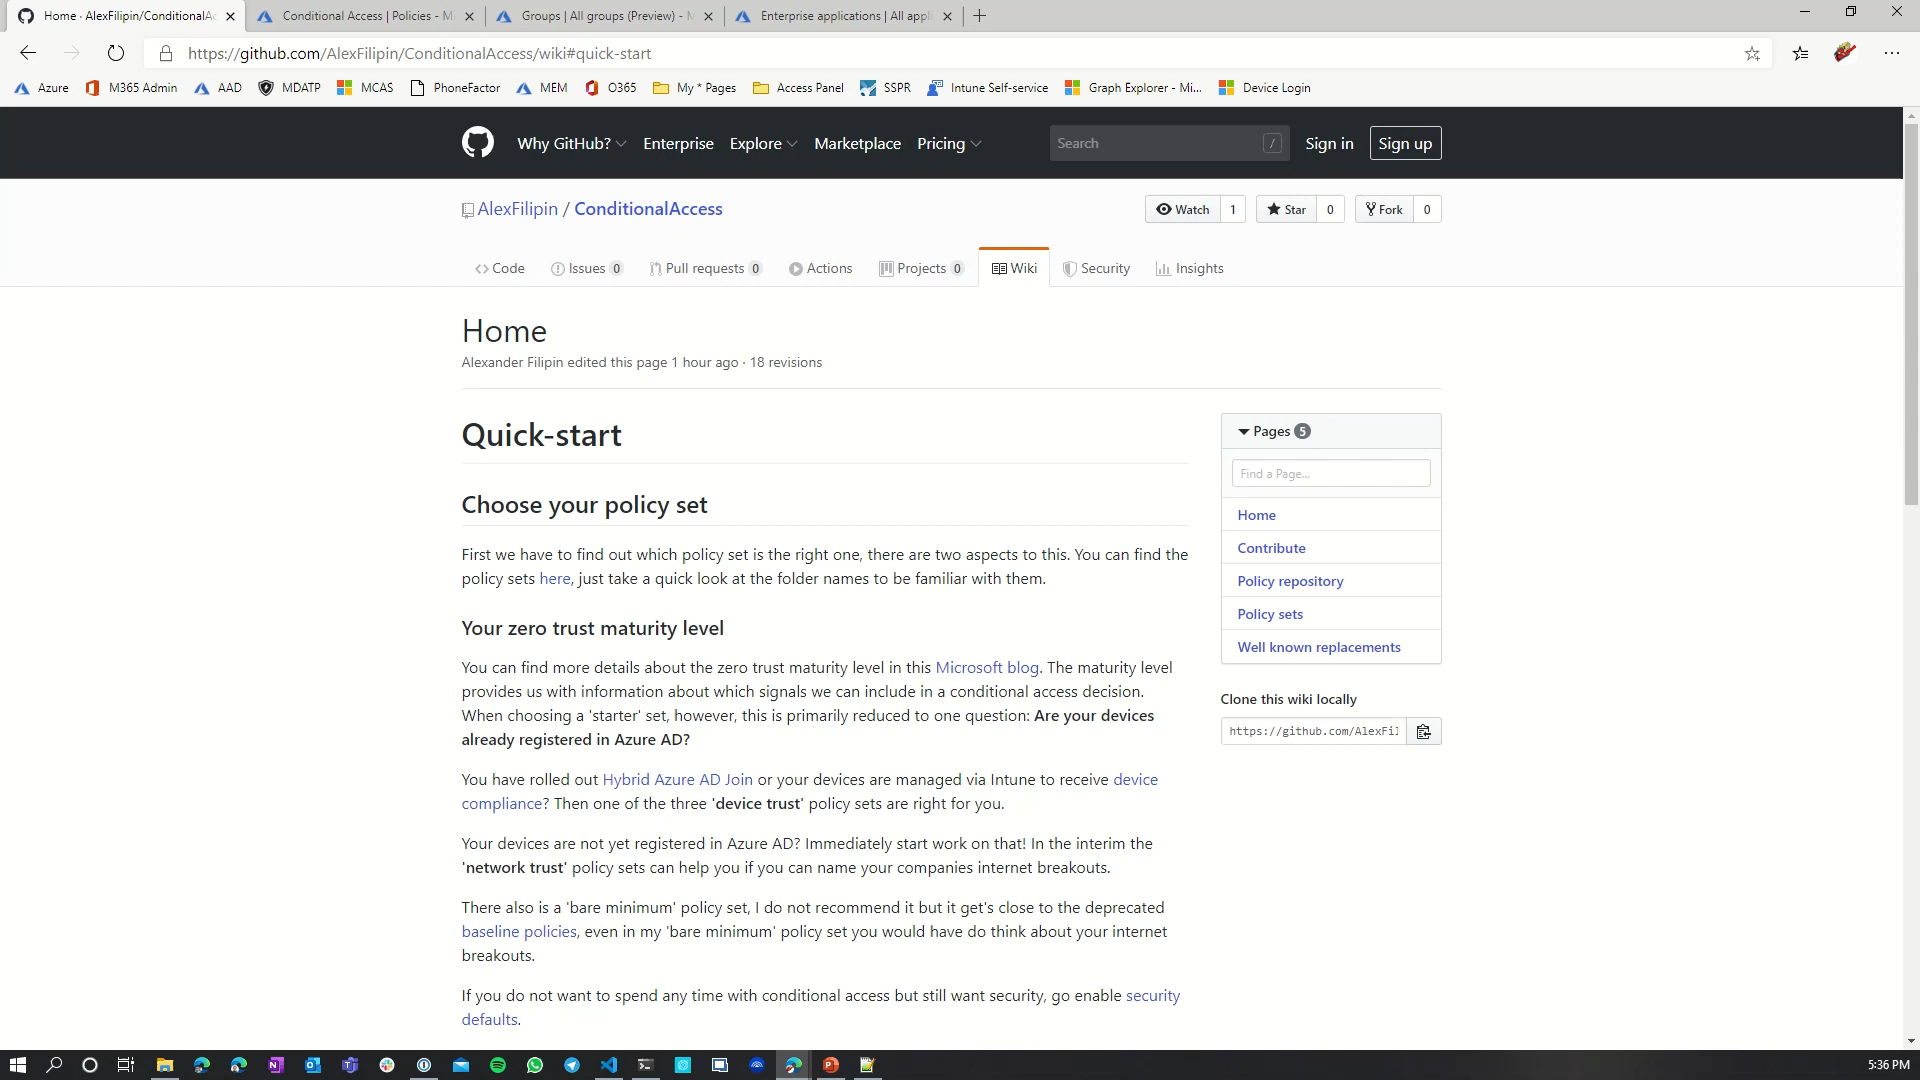 Home · AlexFilipin/ConditionalAc
Conditional Access | Policies - M
Groups | All groups (Preview) - M
Enterprise applications | All appli
https://github.com/AlexFilipin/ConditionalAccess/wiki#quick-start
Azure
M365 Admin
AAD
MDATP
MCAS
PhoneFactor
MEM
O365
My * Pages
Access Panel
SSPR
Intune Self-service
Graph Explorer - Mi...
Device Login
Why GitHub?
Enterprise
Explore
Marketplace
Pricing
Search
/
Sign in
Sign up
AlexFilipin / ConditionalAccess
Watch 1
Star 0
Fork 0
Code
Issues 0
Pull requests 0
Actions
Projects 0
Wiki
Security
Insights
Home
Alexander Filipin edited this page 1 hour ago · 18 revisions
Quick-start
Choose your policy set
First we have to find out which policy set is the right one, there are two aspects to this. You can find the
policy sets here, just take a quick look at the folder names to be familiar with them.
Your zero trust maturity level
You can find more details about the zero trust maturity level in this Microsoft blog. The maturity level
provides us with information about which signals we can include in a conditional access decision.
When choosing a 'starter' set, however, this is primarily reduced to one question: Are your devices
already registered in Azure AD?
You have rolled out Hybrid Azure AD Join or your devices are managed via Intune to receive device
compliance? Then one of the three 'device trust' policy sets are right for you.
Your devices are not yet registered in Azure AD? Immediately start work on that! In the interim the
'network trust' policy sets can help you if you can name your companies internet breakouts.
There also is a 'bare minimum' policy set, I do not recommend it but it get's close to the deprecated
baseline policies, even in my 'bare minimum' policy set you would have do think about your internet
breakouts.
If you do not want to spend any time with conditional access but still want security, go enable security
defaults.
Pages 5
Find a Page...
Home
Contribute
Policy repository
Policy sets
Well known replacements
Clone this wiki locally
https://github.com/AlexFil
5:36 PM